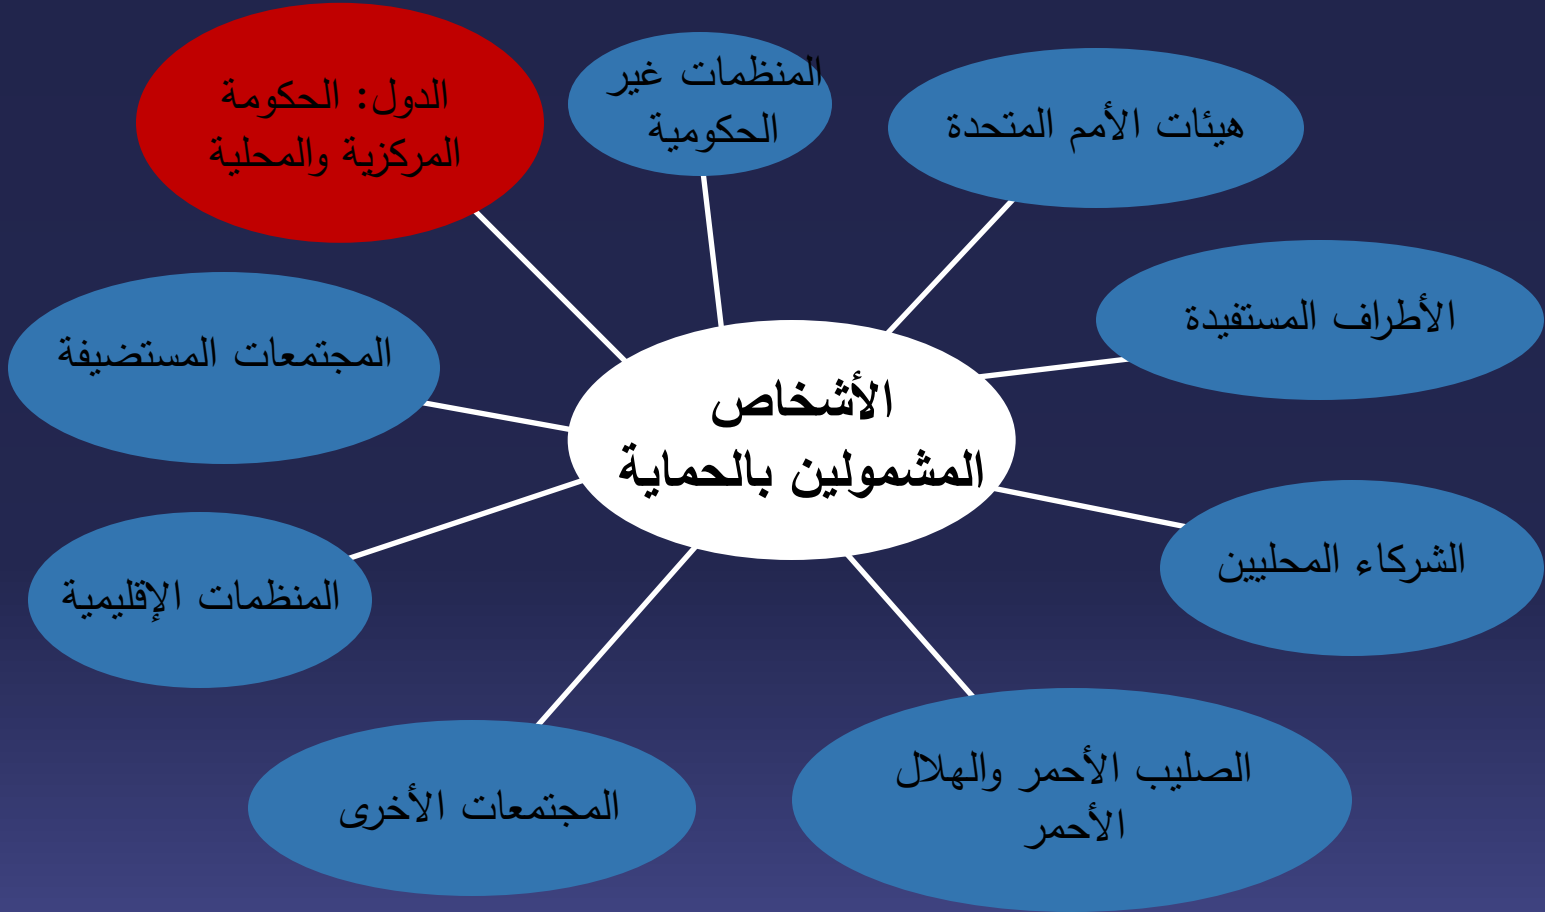 الدول: الحكومة
المركزية والمحلية
المنظمات غير
الحكومية
هيئات الأمم المتحدة
الأطراف المستفيدة
المجتمعات المستضيفة
الأشخاص
المشمولين بالحماية
الشركاء المحليين
المنظمات الإقليمية
الصليب الأحمر والهلال
الأحمر
المجتمعات الأخرى